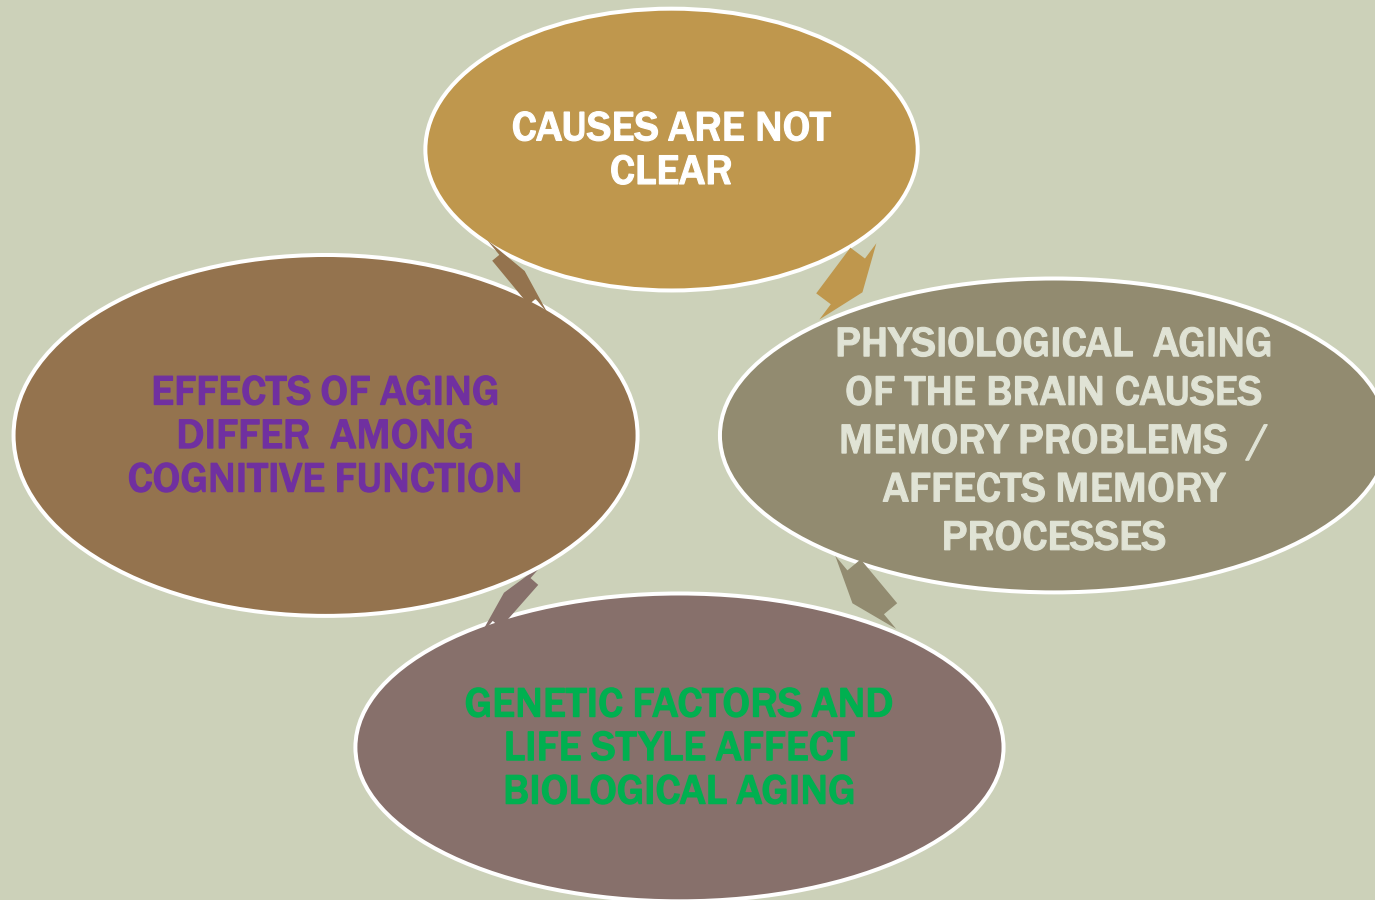 CAUSES ARE NOT
CLEAR
PHYSIOLOGICAL  AGING
OF THE BRAIN CAUSES
MEMORY PROBLEMS  /
AFFECTS MEMORY
PROCESSES
GENETIC FACTORS AND
LIFE STYLE AFFECT
BIOLOGICAL AGING
EFFECTS OF AGING
DIFFER  AMONG
COGNITIVE FUNCTION